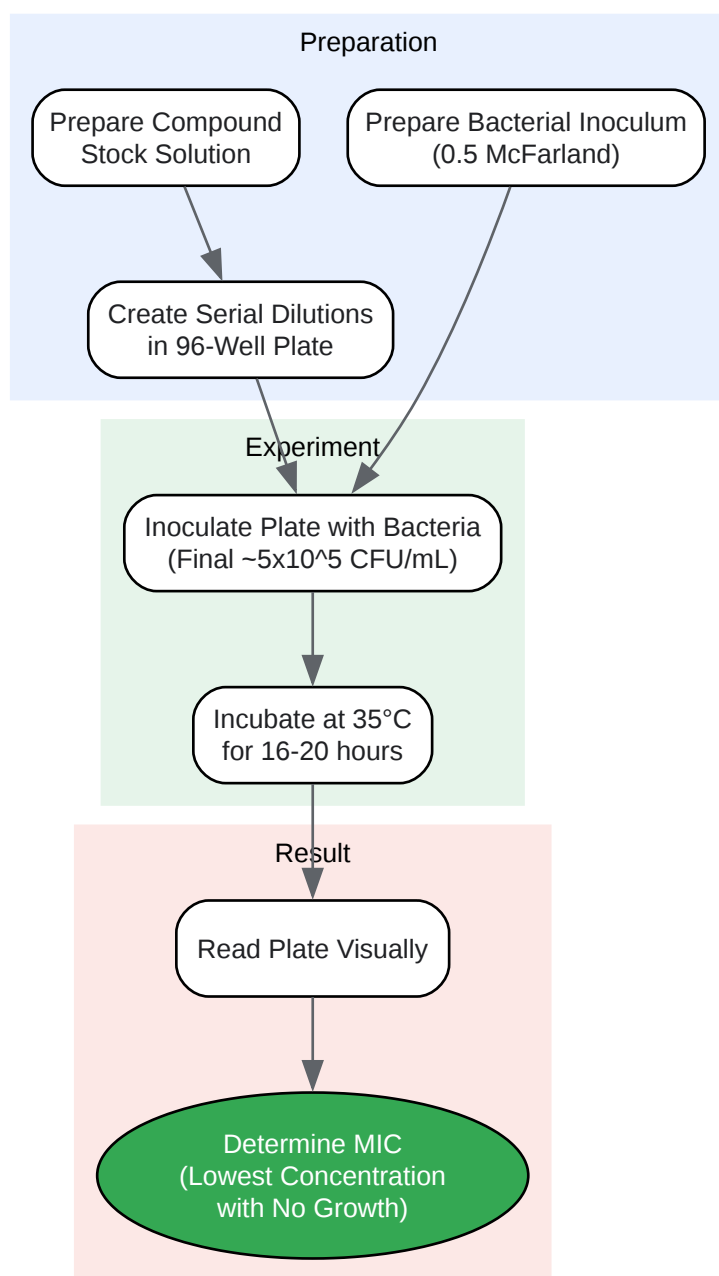 Preparation
Prepare Compound
Stock Solution
Prepare Bacterial Inoculum
(0.5 McFarland)
Create Serial Dilutions
in 96-Well Plate
Experiment
Inoculate Plate with Bacteria
(Final ~5x10^5 CFU/mL)
Incubate at 35°C
for 16-20 hours
Result
Read Plate Visually
Determine MIC
(Lowest Concentration
with No Growth)